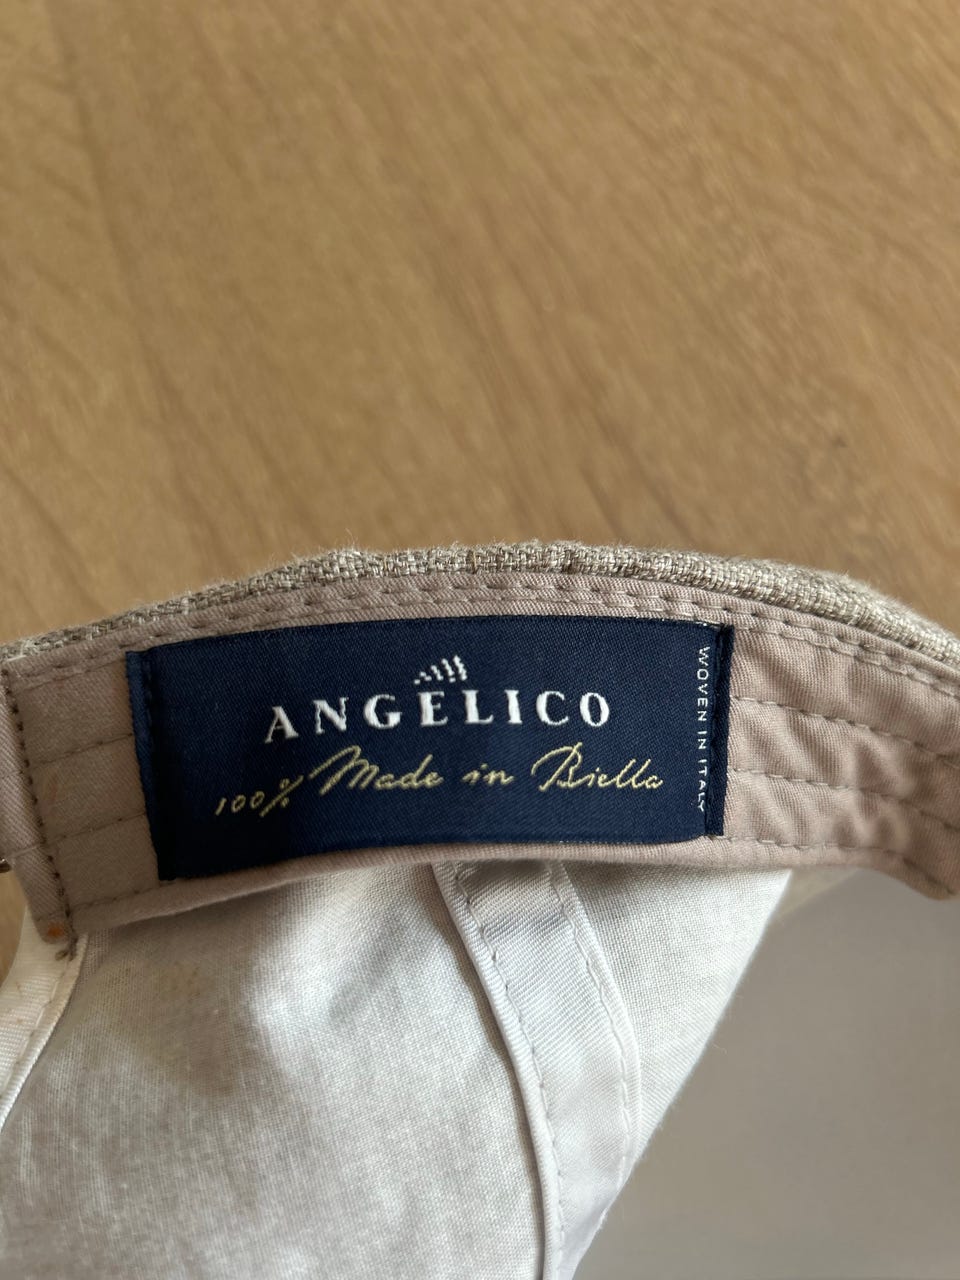 ANGELICO
100% Made in Biella
WOVEN IN ITALY